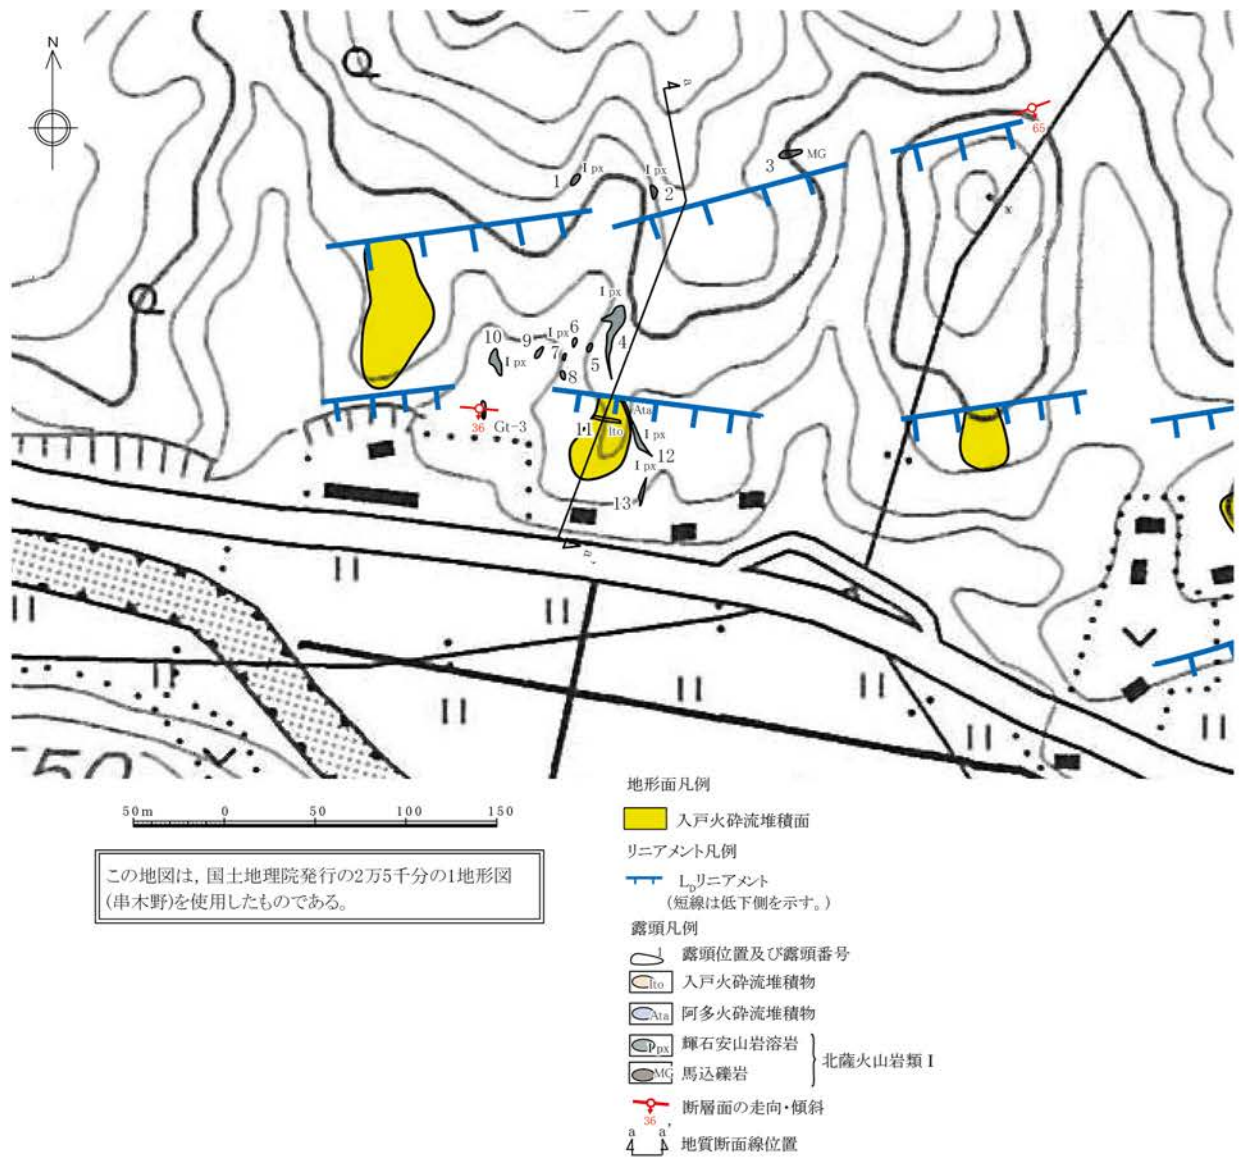 N
a
I px
1
I px
2
3
MG
65
x
I px
10
9
I px
6
7
5
4
I px
8
36
Gt-3
Ata
11
Ito
I px
12
I px
13
a'
50
50m 0 50 100 150
この地図は, 国土地理院発行の2万5千分の1地形図
(串木野)を使用したものである。
地形面凡例
入戸火砕流堆積面
リニアメント凡例
LDリニアメント
(短線は低下側を示す。)
露頭凡例
1 露頭位置及び露頭番号
Ito 入戸火砕流堆積物
Ata 阿多火砕流堆積物
px 輝石安山岩溶岩
北薩火山岩類 I
MG 馬込礫岩
36 断層面の走向・傾斜
a a' 地質断面線位置